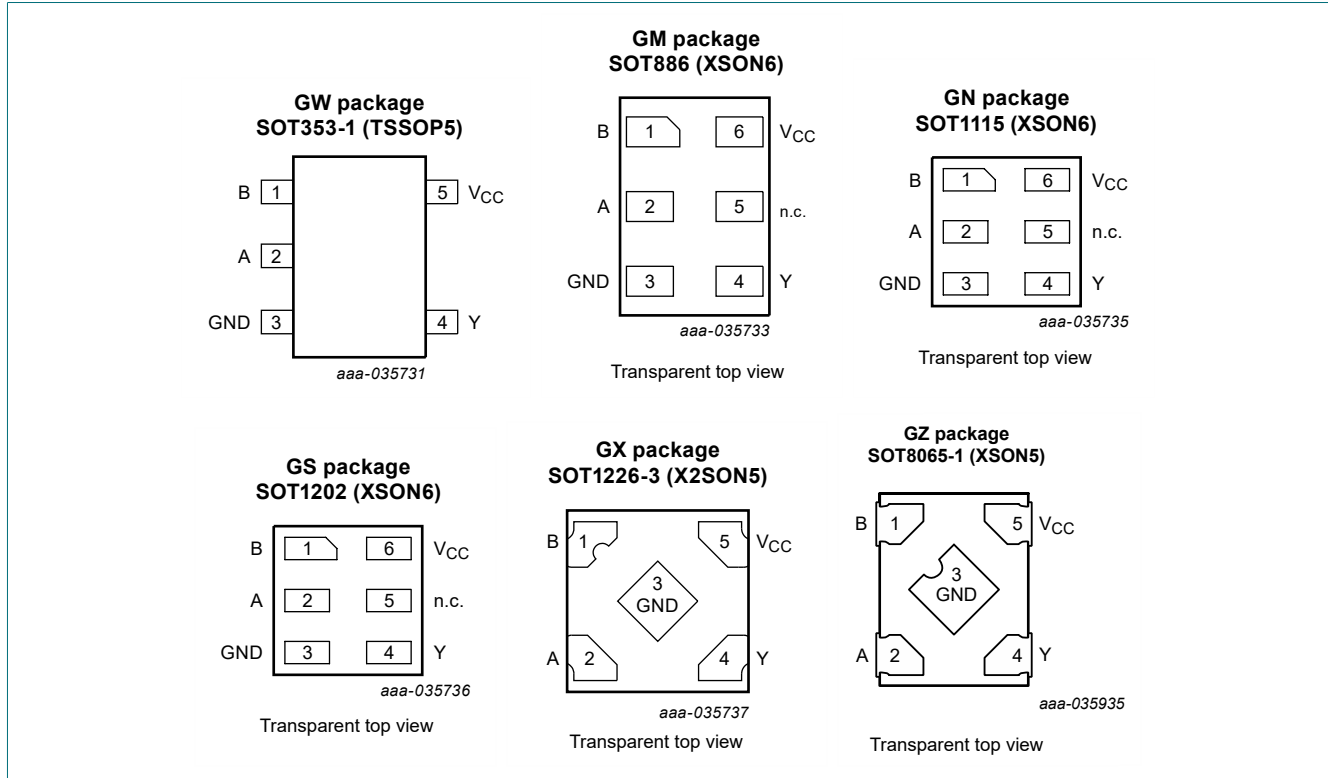 GW package
SOT353-1 (TSSOP5)
B 1 5 VCC
A 2
GND 3 4 Y
aaa-035731
GM package
SOT886 (XSON6)
B 1 6 VCC
A 2 5 n.c.
GND 3 4 Y
aaa-035733
Transparent top view
GN package
SOT1115 (XSON6)
B 1 6 VCC
A 2 5 n.c.
GND 3 4 Y
aaa-035735
Transparent top view
GS package
SOT1202 (XSON6)
B 1 6 VCC
A 2 5 n.c.
GND 3 4 Y
aaa-035736
Transparent top view
GX package
SOT1226-3 (X2SON5)
B 1 5 VCC
3
GND
A 2 4 Y
aaa-035737
Transparent top view
GZ package
SOT8065-1 (XSON5)
B 1 5 VCC
3
GND
A 2 4 Y
aaa-035935
Transparent top view